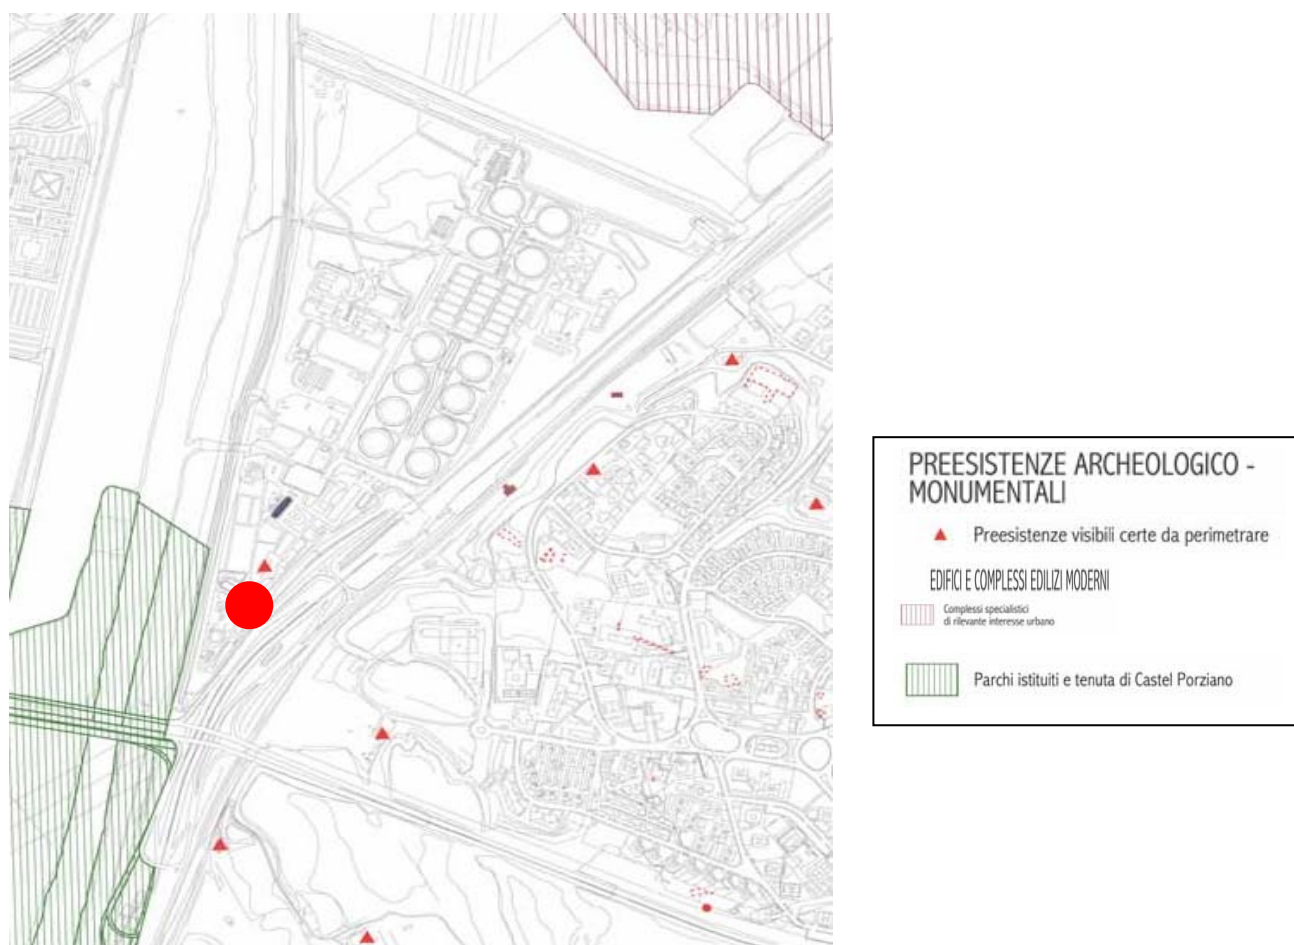 PREESISTENZE ARCHEOLOGICO -
MONUMENTALI
Preesistenze visibili certe da perimetrare
EDIFICI E COMPLESSI EDILIZI MODERNI
Complessi specialistici
di rilevante interesse urbano
Parchi istituiti e tenuta di Castel Porziano